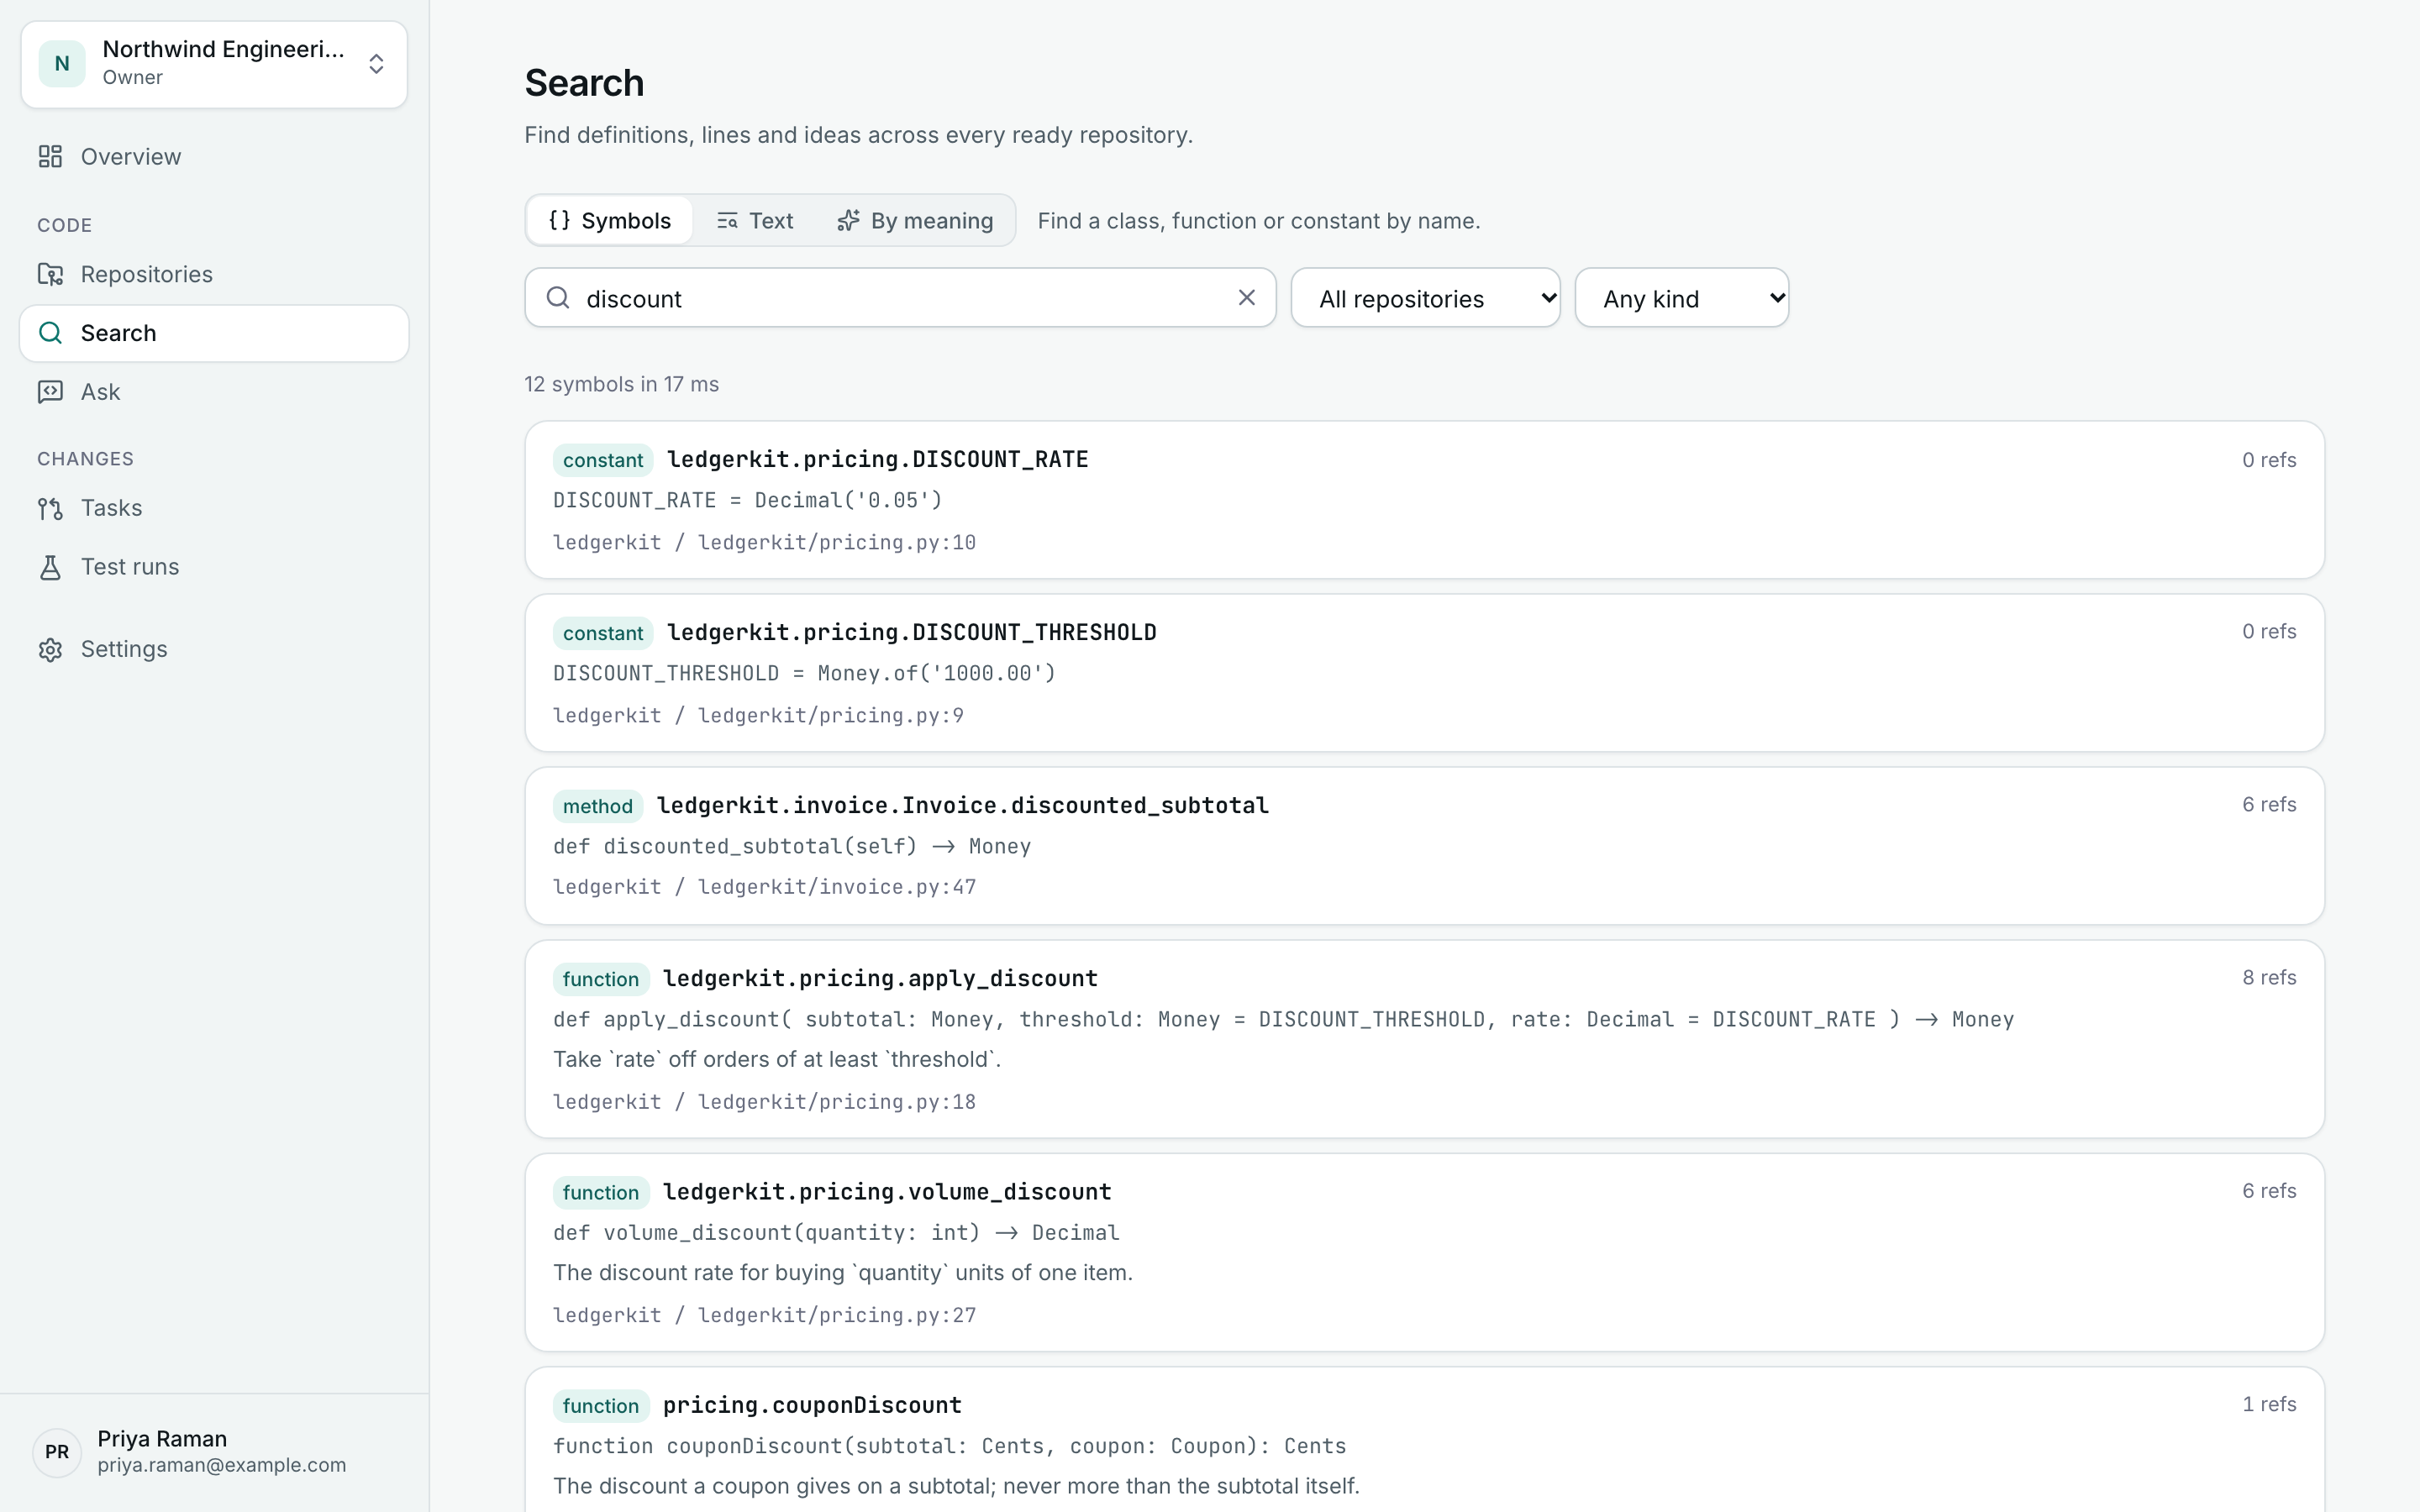 N
Northwind Engineeri...
Owner
Overview
CODE
Repositories
Search
Ask
CHANGES
Tasks
Test runs
Settings
PR
Priya Raman
priya.raman@example.com
Search
Find definitions, lines and ideas across every ready repository.
Symbols
Text
By meaning
Find a class, function or constant by name.
discount
All repositories
Any kind
12 symbols in 17 ms
constant ledgerkit.pricing.DISCOUNT_RATE 0 refs
DISCOUNT_RATE = Decimal('0.05')
ledgerkit / ledgerkit/pricing.py:10
constant ledgerkit.pricing.DISCOUNT_THRESHOLD 0 refs
DISCOUNT_THRESHOLD = Money.of('1000.00')
ledgerkit / ledgerkit/pricing.py:9
method ledgerkit.invoice.Invoice.discounted_subtotal 6 refs
def discounted_subtotal(self) -> Money
ledgerkit / ledgerkit/invoice.py:47
function ledgerkit.pricing.apply_discount 8 refs
def apply_discount( subtotal: Money, threshold: Money = DISCOUNT_THRESHOLD, rate: Decimal = DISCOUNT_RATE ) -> Money
Take `rate` off orders of at least `threshold`.
ledgerkit / ledgerkit/pricing.py:18
function ledgerkit.pricing.volume_discount 6 refs
def volume_discount(quantity: int) -> Decimal
The discount rate for buying `quantity` units of one item.
ledgerkit / ledgerkit/pricing.py:27
function pricing.couponDiscount 1 refs
function couponDiscount(subtotal: Cents, coupon: Coupon): Cents
The discount a coupon gives on a subtotal; never more than the subtotal itself.